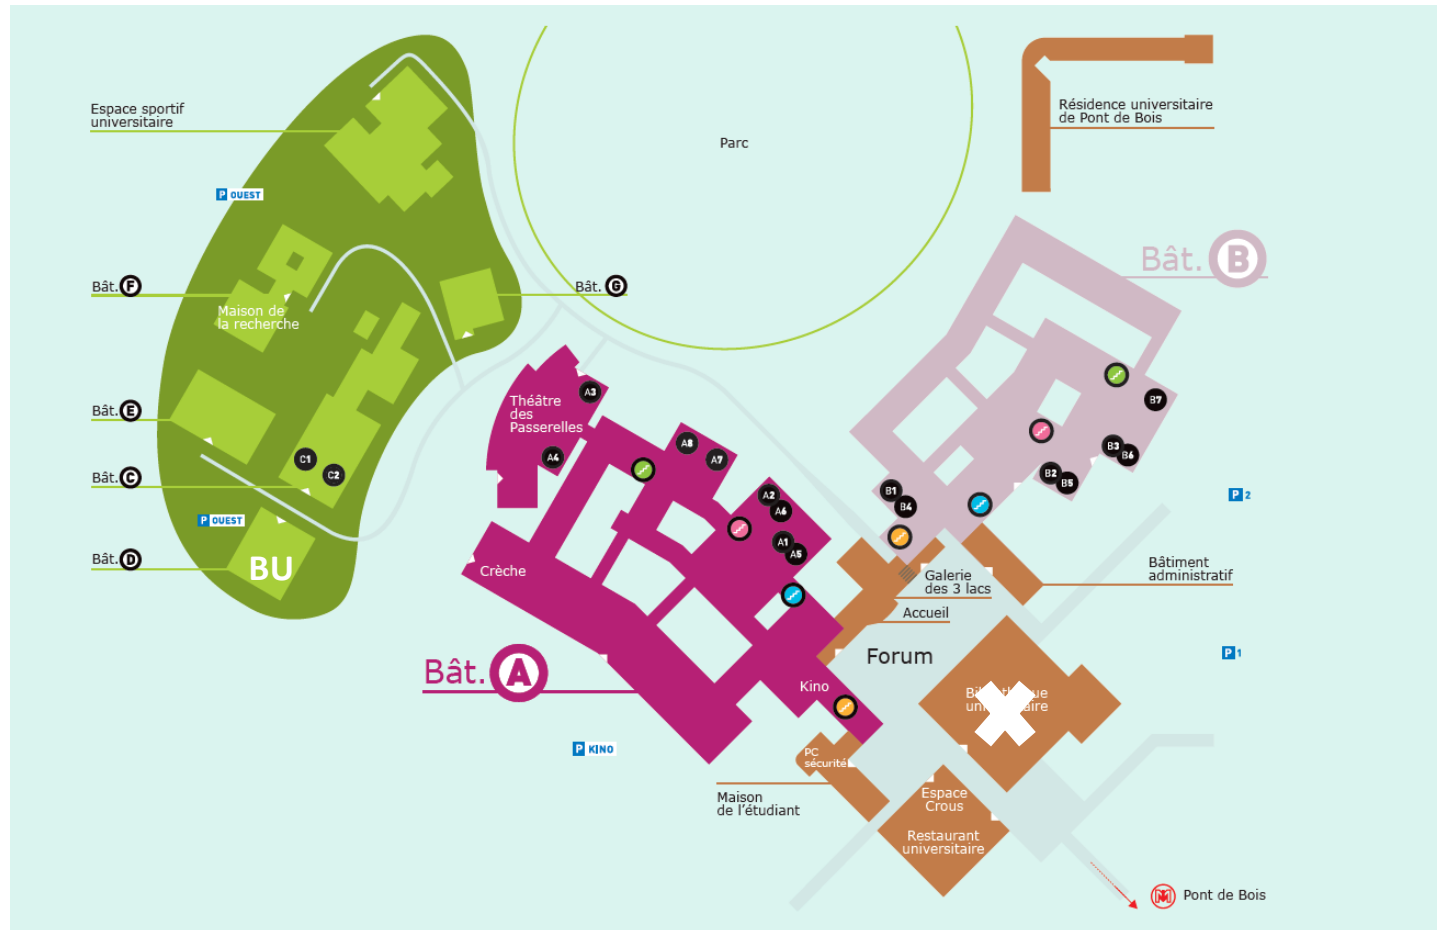 Espace sportif
universitaire
Parc
Résidence universitaire
de Pont de Bois
P OUEST
Bât. B
Bât. F
Bât. G
Maison de
la recherche
Théâtre
des
Passerelles
A3
A4
A8
A7
B7
B3
B6
Bât. E
C1
C2
Bât. C
A2
A6
A1
A5
B1
B4
B2
B5
P 2
P OUEST
Bât. D
BU
Crèche
Galerie
des 3 lacs
Bâtiment
administratif
Accueil
Forum
P 1
Bât. A
Kino
P KINO
PC
sécurité
Maison
de l'étudiant
Espace
Crous
Restaurant
universitaire
M Pont de Bois